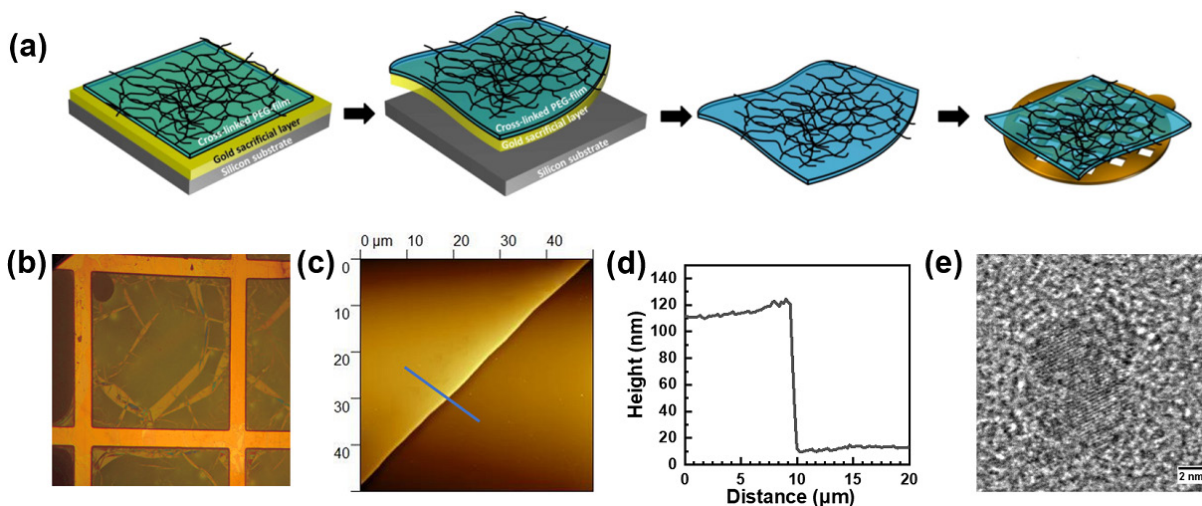 (a)
Cross-linked PEG-film
Gold sacrificial layer
Silicon substrate
Cross-linked PEG-film
Gold sacrificial layer
Silicon substrate
(b)
(c)
0 µm 10 20 30 40
0
10
20
30
40
(d)
Height (nm)
140
120
100
80
60
40
20
0
0 5 10 15 20
Distance (µm)
(e)
2 nm